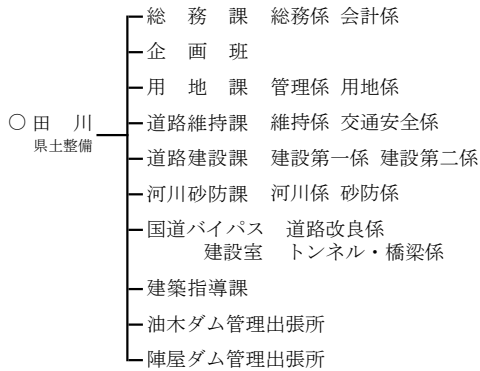 総務課 総務係 会計係
企画班
用地課 管理係 用地係
○田川
県土整備
道路維持課 維持係 交通安全係
道路建設課 建設第一係 建設第二係
河川砂防課 河川係 砂防係
国道バイパス 道路改良係
建設室 トンネル・橋梁係
建築指導課
油木ダム管理出張所
陣屋ダム管理出張所